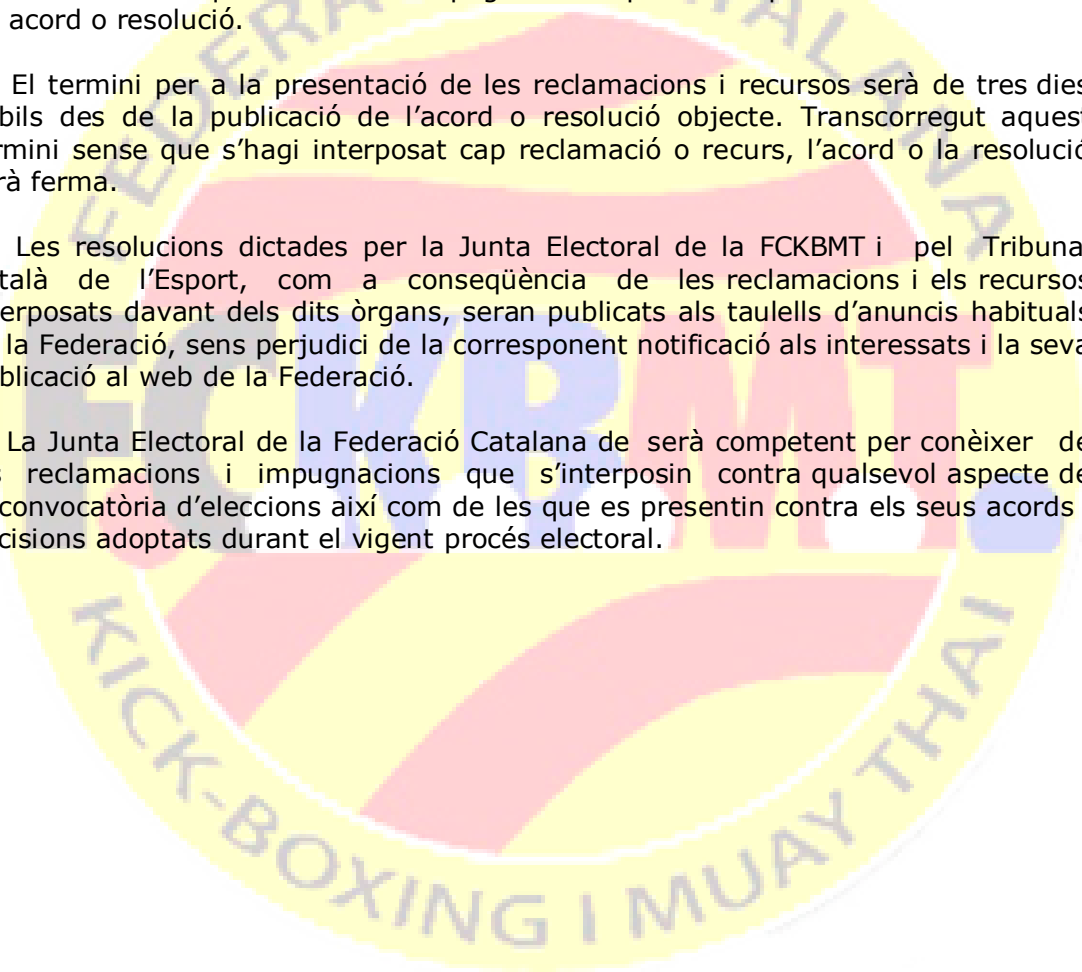 acord o resolució.
El termini per a la presentació de les reclamacions i recursos serà de tres dies
bils des de la publicació de l’acord o resolució objecte. Transcorregut aquest
rmini sense que s’hagi interposat cap reclamació o recurs, l’acord o la resolució
rà ferma.
Les resolucions dictades per la Junta Electoral de la FCKBMT i pel Tribuna
talà de l’Esport, com a conseqüència de les reclamacions i els recursos
erposats davant dels dits òrgans, seran publicats als taulells d’anuncis habituals
la Federació, sens perjudici de la corresponent notificació als interessats i la seva
blicació al web de la Federació.
La Junta Electoral de la Federació Catalana de serà competent per conèixer de
s reclamacions i impugnacions que s’interposin contra qualsevol aspecte de
convocatòria d’eleccions així com de les que es presentin contra els seus acords
cisions adoptats durant el vigent procés electoral.
FEDERACIÓ CATALANA
F.C.K.B.M.T.
KICK-BOXING I MUAY THAI